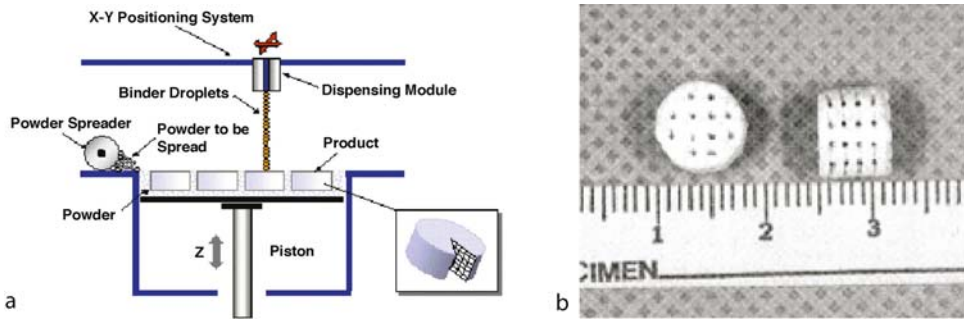 X-Y Positioning System
Binder Droplets
Dispensing Module
Powder Spreader
Powder to be
Spread
Product
Powder
Z
Piston
a
1 2 3
CIMEN
b